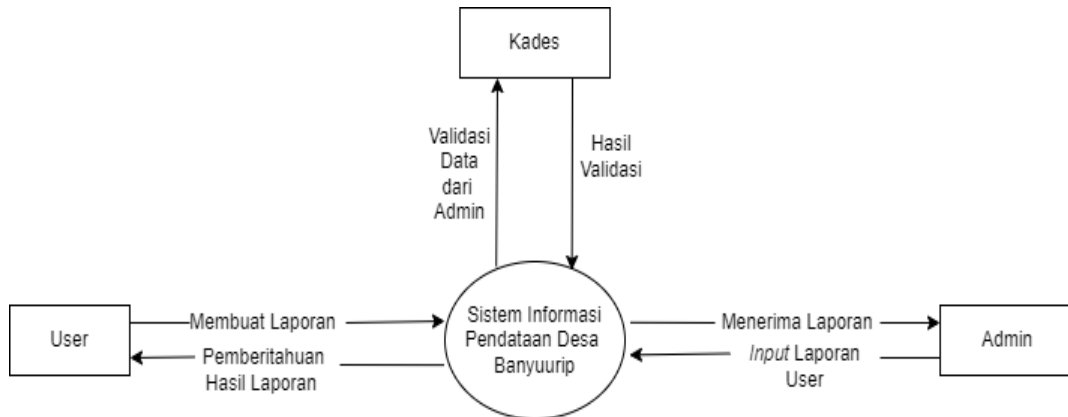 Kades
Validasi
Data
dari
Admin
Hasil
Validasi
User
Membuat Laporan
Pemberitahuan
Hasil Laporan
Sistem Informasi
Pendataan Desa
Banyuurip
Menerima Laporan
Input Laporan
User
Admin